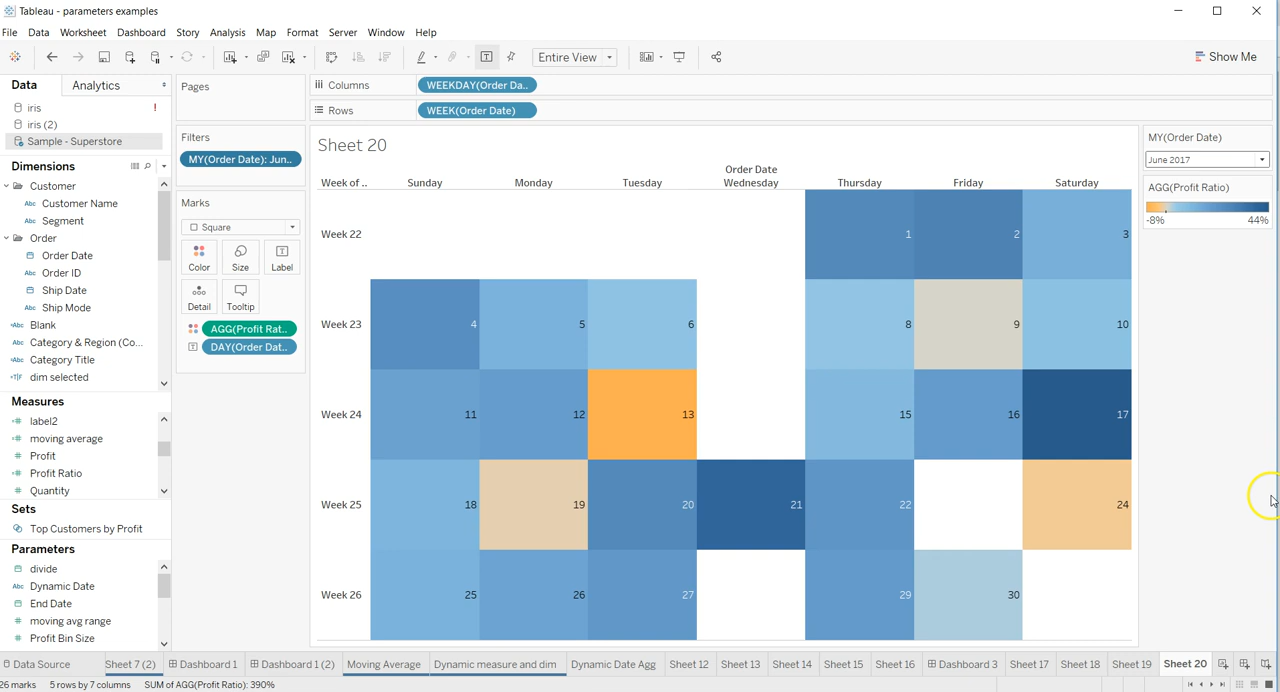 Tableau - parameters examples
File Data Worksheet Dashboard Story Analysis Map Format Server Window Help
Entire View
Show Me
Data Analytics
iris !
iris (2)
Sample - Superstore
Dimensions
Customer
Abc Customer Name
Abc Segment
Order
Order Date
Abc Order ID
Ship Date
Abc Ship Mode
=Abc Blank
Abc Category & Region (Co...
=Abc Category Title
=T|F dim selected
Measures
=# label2
=# moving average
# Profit
=# Profit Ratio
# Quantity
Sets
Top Customers by Profit
Parameters
divide
Abc Dynamic Date
End Date
# moving avg range
# Profit Bin Size
Pages
Filters
MY(Order Date): Jun..
Marks
Square
Color Size Label
Detail Tooltip
AGG(Profit Rat..
DAY(Order Dat..
Columns WEEKDAY(Order Da..
Rows WEEK(Order Date)
Sheet 20
Order Date
Week of .. Sunday Monday Tuesday Wednesday Thursday Friday Saturday
Week 22 1 2 3
Week 23 4 5 6 8 9 10
Week 24 11 12 13 15 16 17
Week 25 18 19 20 21 22 24
Week 26 25 26 27 29 30
MY(Order Date)
June 2017
AGG(Profit Ratio)
-8% 44%
Data Source Sheet 7 (2) Dashboard 1 Dashboard 1 (2) Moving Average Dynamic measure and dim Dynamic Date Agg Sheet 12 Sheet 13 Sheet 14 Sheet 15 Sheet 16 Dashboard 3 Sheet 17 Sheet 18 Sheet 19 Sheet 20
26 marks 5 rows by 7 columns SUM of AGG(Profit Ratio): 390%